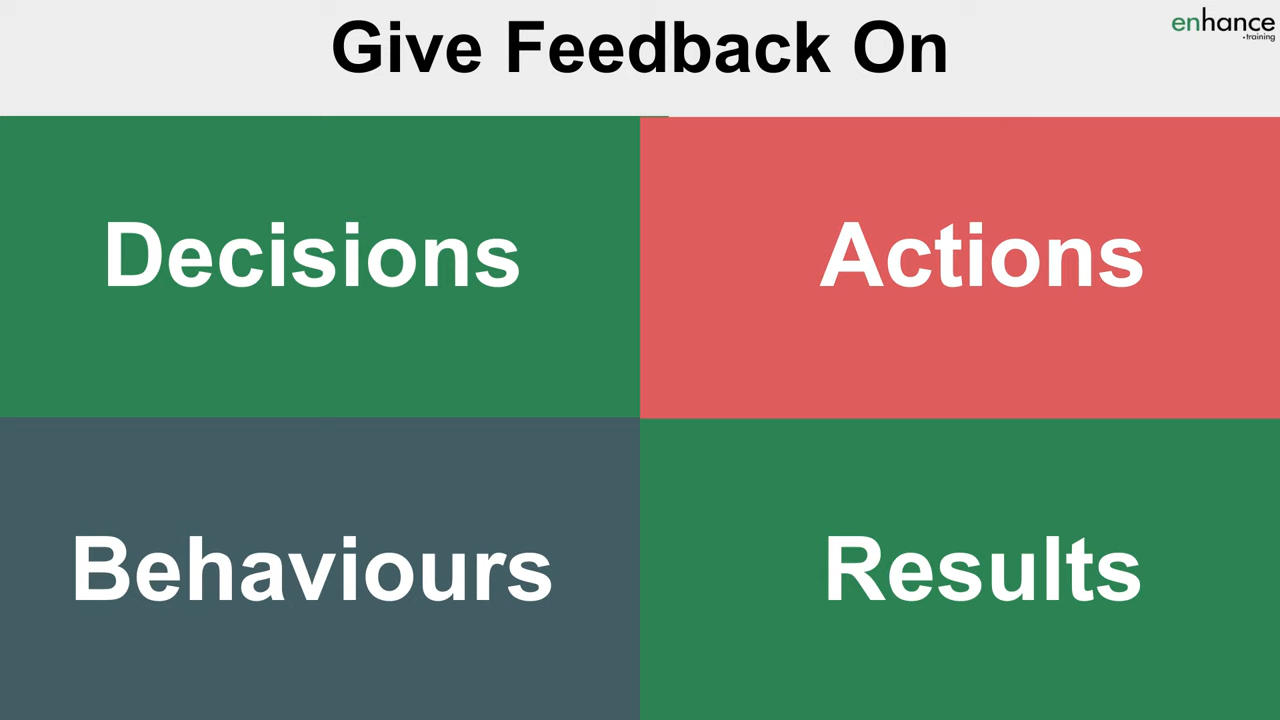 Give Feedback On
enhance
•training
Decisions
Actions
Behaviours
Results